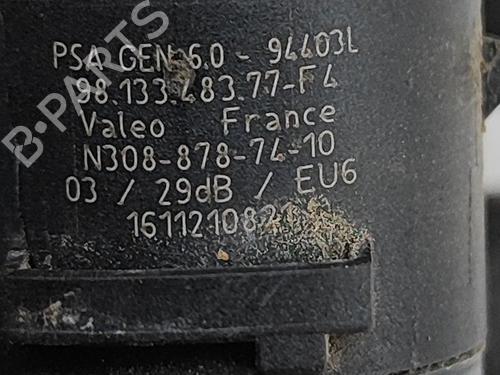 PSA GEN 6.0 - 94403L
98.133.483.77-F4
Valeo France
N308-878-74-10
03 / 29dB / EU6
B-PARTS